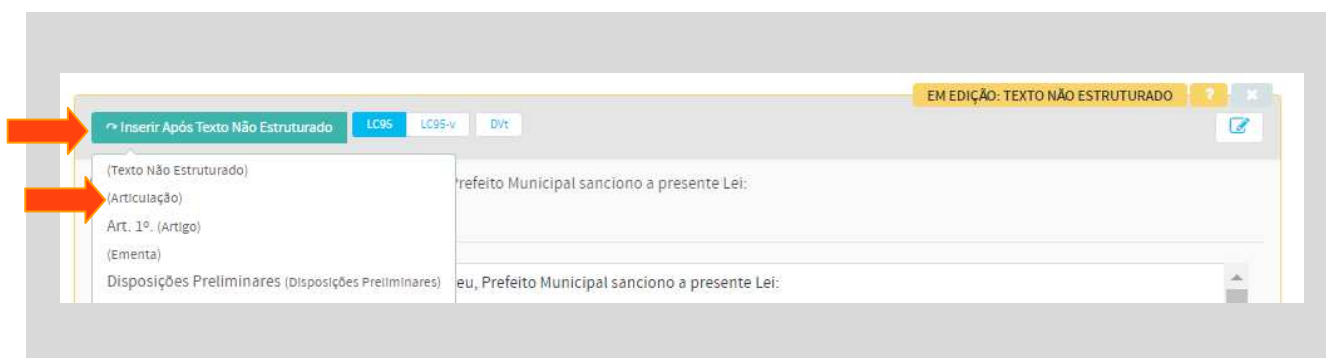 EM EDIÇÃO: TEXTO NÃO ESTRUTURADO ? ×
Inserir Após Texto Não Estruturado LC95 LC95-v DVt
(Texto Não Estruturado)
refeito Municipal sanciono a presente Lei:
(Articulação)
Art. 1º. (Artigo)
(Ementa)
Disposições Preliminares (Disposições Preliminares)
eu, Prefeito Municipal sanciono a presente Lei: